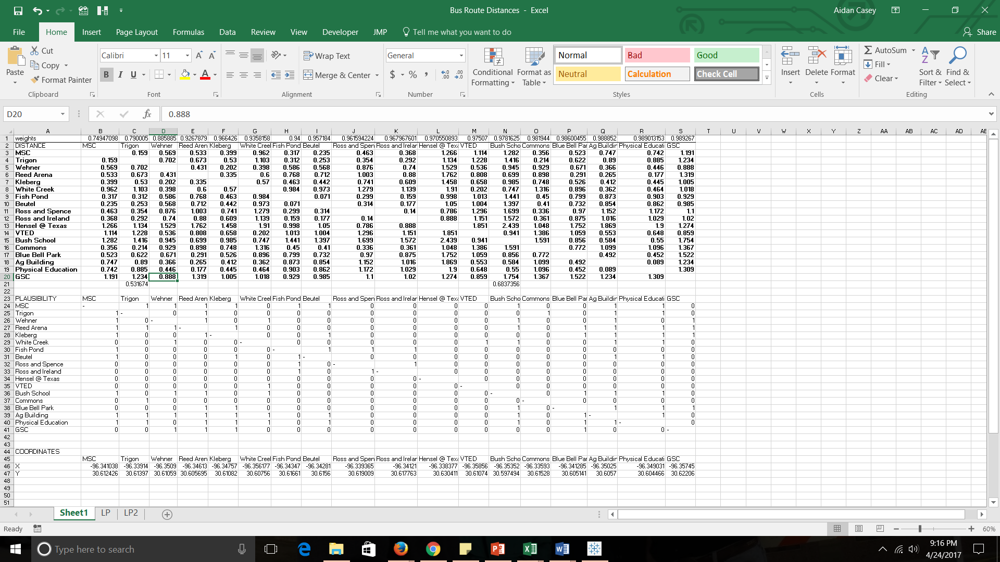 Bus Route Distances - Excel
Aidan Casey
File Home Insert Page Layout Formulas Data Review View Developer JMP Tell me what you want to do Share
Paste Cut Copy Format Painter Clipboard
Calibri 11 B I U A Font
Wrap Text Merge & Center Alignment
General $ % , Number
Conditional Formatting Format as Table
Normal Bad Good
Neutral Calculation Check Cell
Styles
Insert Delete Format Cells
AutoSum Fill Clear Sort & Filter Find & Select Editing
D20 fx 0.888
A B C D E F G H I J K L M N O P Q R S T U V W X Y Z AA AB AC AD AE
1 weights 0.74947098 0.790005 0.885885 0.9267879 0.966426 0.9358158 0.94 0.957184 0.961594224 0.967967601 0.970550893 0.97507 0.9781625 0.981944 0.98600455 0.988852 0.989013153 0.989267
2 DISTANCE MSC Trigon Wehner Reed Aren Kleberg White Creel Fish Pond Beutel Ross and Spen Ross and Irelar Hensel @ Texa VTED Bush Scho Commons Blue Bell Par Ag Buildir Physical Educati GSC
3 MSC 0.159 0.569 0.533 0.399 0.962 0.317 0.235 0.463 0.368 1.266 1.114 1.282 0.356 0.523 0.747 0.742 1.191
4 Trigon 0.159 0.702 0.673 0.53 1.103 0.312 0.253 0.354 0.292 1.134 1.228 1.416 0.214 0.622 0.89 0.885 1.234
5 Wehner 0.569 0.702 0.431 0.202 0.398 0.586 0.568 0.876 0.74 1.529 0.536 0.945 0.929 0.671 0.366 0.446 0.888
6 Reed Arena 0.533 0.673 0.431 0.335 0.6 0.768 0.712 1.003 0.88 1.762 0.808 0.699 0.898 0.291 0.265 0.177 1.319
7 Kleberg 0.399 0.53 0.202 0.335 0.57 0.463 0.442 0.741 0.609 1.458 0.658 0.985 0.748 0.526 0.412 0.445 1.005
8 White Creek 0.962 1.103 0.398 0.6 0.57 0.984 0.973 1.279 1.139 1.91 0.202 0.747 1.316 0.896 0.362 0.464 1.018
9 Fish Pond 0.317 0.312 0.586 0.768 0.463 0.984 0.071 0.299 0.159 0.998 1.013 1.441 0.45 0.799 0.873 0.903 0.929
10 Beutel 0.235 0.253 0.568 0.712 0.442 0.973 0.071 0.314 0.177 1.05 1.004 1.397 0.41 0.732 0.854 0.862 0.985
11 Ross and Spence 0.463 0.354 0.876 1.003 0.741 1.279 0.299 0.314 0.14 0.786 1.296 1.699 0.336 0.97 1.152 1.172 1.1
12 Ross and Ireland 0.368 0.292 0.74 0.88 0.609 1.139 0.159 0.177 0.14 0.888 1.151 1.572 0.361 0.875 1.016 1.029 1.02
13 Hensel @ Texas 1.266 1.134 1.529 1.762 1.458 1.91 0.998 1.05 0.786 0.888 1.851 2.439 1.048 1.752 1.869 1.9 1.274
14 VTED 1.114 1.228 0.536 0.808 0.658 0.202 1.013 1.004 1.296 1.151 1.851 0.941 1.386 1.059 0.553 0.648 0.859
15 Bush School 1.282 1.416 0.945 0.699 0.985 0.747 1.441 1.397 1.699 1.572 2.439 0.941 1.591 0.856 0.584 0.55 1.754
16 Commons 0.356 0.214 0.929 0.898 0.748 1.316 0.45 0.41 0.336 0.361 1.048 1.386 1.591 0.772 1.099 1.096 1.367
17 Blue Bell Park 0.523 0.622 0.671 0.291 0.526 0.896 0.799 0.732 0.97 0.875 1.752 1.059 0.856 0.772 0.492 0.452 1.522
18 Ag Building 0.747 0.89 0.366 0.265 0.412 0.362 0.873 0.854 1.152 1.016 1.869 0.553 0.584 1.099 0.492 0.089 1.234
19 Physical Education 0.742 0.885 0.446 0.177 0.445 0.464 0.903 0.862 1.172 1.029 1.9 0.648 0.55 1.096 0.452 0.089 1.309
20 GSC 1.191 1.234 0.888 1.319 1.005 1.018 0.929 0.985 1.1 1.02 1.274 0.859 1.754 1.367 1.522 1.234 1.309
21 0.531674 0.6837356
22
23 PLAUSIBILITY MSC Trigon Wehner Reed Aren Kleberg White Creel Fish Pond Beutel Ross and Spen Ross and Irelar Hensel @ Texa VTED Bush Scho Commons Blue Bell Par Ag Buildir Physical Educati GSC
24 MSC - 1 1 1 1 0 1 1 0 0 0 0 1 0 0 1 1 0
25 Trigon 1 - 0 1 0 0 0 0 0 0 0 0 0 1 0 1 1 0
26 Wehner 1 0 - 1 0 1 0 0 0 0 0 0 1 0 0 1 0 1
27 Reed Arena 1 1 1 - 1 0 0 0 0 0 0 0 1 0 1 1 1 1
28 Kleberg 1 0 0 1 - 0 0 1 0 0 0 0 0 0 1 1 1 1
29 White Creek 0 0 1 0 0 - 0 0 0 0 0 1 1 0 0 1 1 0
30 Fish Pond 1 0 0 0 0 0 - 1 1 1 0 0 0 0 0 0 0 0
31 Beutel 1 0 0 0 1 0 1 - 0 0 0 0 0 0 0 1 1 0
32 Ross and Spence 0 0 0 0 0 0 1 0 - 1 0 0 0 0 0 0 0 0
33 Ross and Ireland 0 0 0 0 0 0 1 0 1 - 0 0 0 0 0 0 0 0
34 Hensel @ Texas 0 0 0 0 0 0 0 0 0 0 - 0 0 0 0 0 0 0
35 VTED 0 0 0 0 0 1 0 0 0 0 0 - 0 0 0 0 0 0
36 Bush School 1 0 1 1 0 1 0 0 0 0 0 0 - 0 1 1 1 0
37 Commons 0 1 0 0 0 0 0 0 0 0 0 0 0 - 0 0 0 0
38 Blue Bell Park 0 0 0 1 1 0 0 0 0 0 0 0 1 0 - 1 1 1
39 Ag Building 1 1 1 1 1 1 0 1 0 0 0 0 1 0 1 - 1 0
40 Physical Education 1 1 0 1 1 1 0 1 0 0 0 0 1 0 1 1 - 0
41 GSC 0 0 1 1 1 0 0 0 0 0 0 0 0 0 1 0 0 -
42
43
44 COORDINATES
45 MSC Trigon Wehner Reed Aren Kleberg White Creel Fish Pond Beutel Ross and Spen Ross and Irelar Hensel @ Texa VTED Bush Scho Commons Blue Bell Par Ag Buildir Physical Educati GSC
46 X -96.341038 -96.33914 -96.3509 -96.34613 -96.34757 -96.356177 -96.34347 -96.34281 -96.339365 -96.34121 -96.338377 -96.35856 -96.35352 -96.33593 -96.341285 -96.35025 -96.349031 -96.35745
47 Y 30.612426 30.61397 30.61059 30.605695 30.61082 30.60756 30.61661 30.6156 30.619009 30.617763 30.630411 30.61074 30.597494 30.61528 30.605141 30.6057 30.604466 30.62206
48
49
50
51
Sheet1 LP LP2
Ready 60%
Type here to search
9:16 PM
4/24/2017